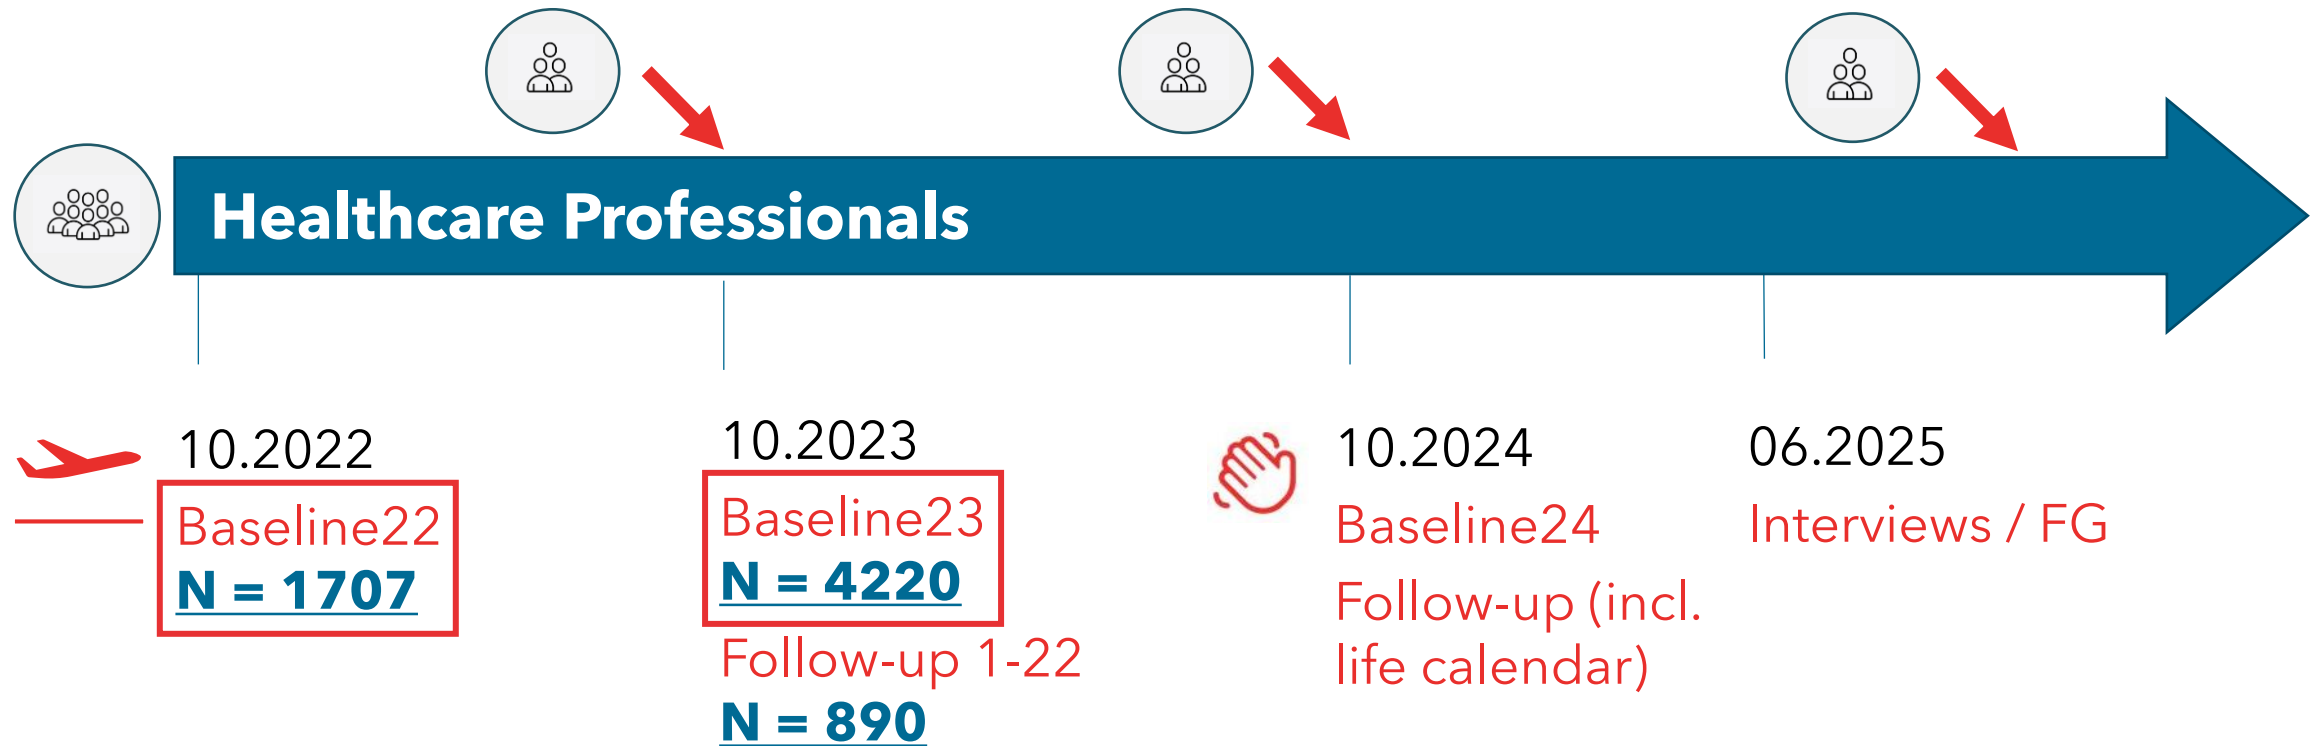 Healthcare Professionals
10.2022
Baseline22
N = 1707
10.2023
Baseline23
N = 4220
Follow-up 1-22
N = 890
10.2024
Baseline24
Follow-up (incl.
life calendar)
06.2025
Interviews / FG